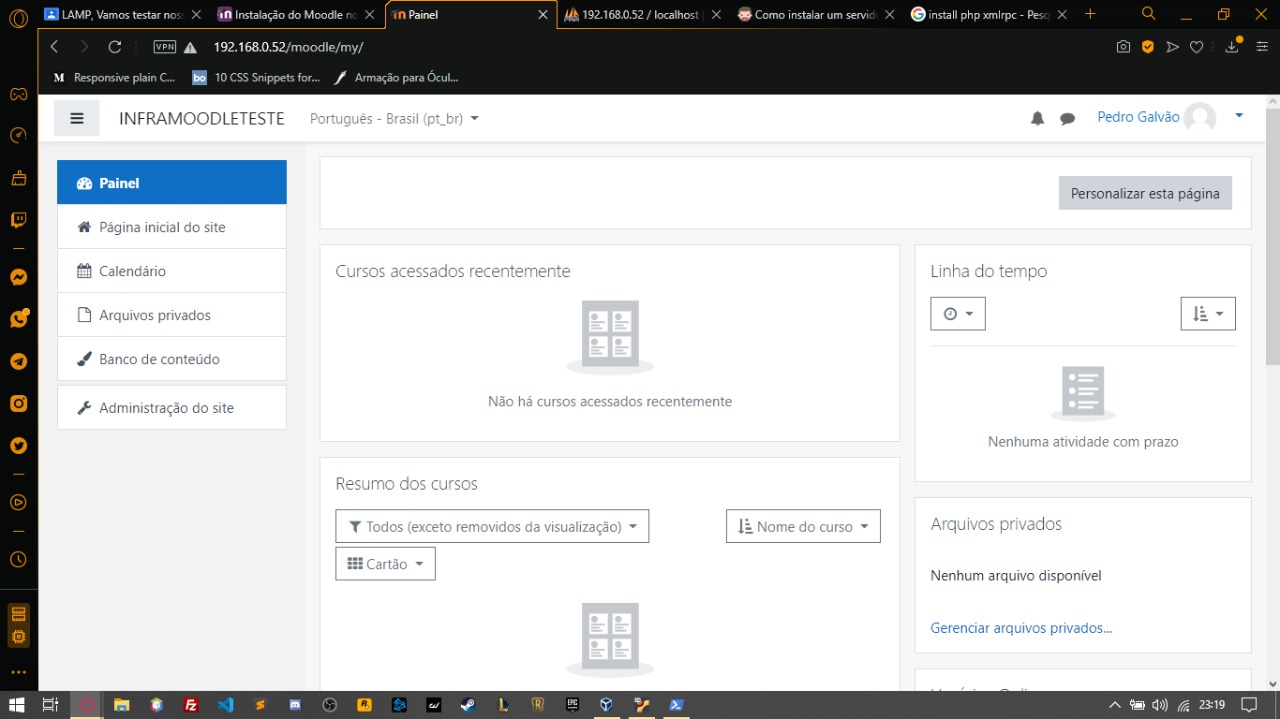 LAMP, Vamos testar nos
Instalação do Moodle no
Painel
192.168.0.52 / localhost
Como instalar um servide
install php xmlrpc - Pesq
VPN
192.168.0.52/moodle/my/
Responsive plain C...
bo 10 CSS Snippets for...
Armação para Ócul...
INFRAMOODLETESTE
Português - Brasil (pt_br)
Pedro Galvão
Painel
Página inicial do site
Calendário
Arquivos privados
Banco de conteúdo
Administração do site
Personalizar esta página
Cursos acessados recentemente
Não há cursos acessados recentemente
Resumo dos cursos
Todos (exceto removidos da visualização)
Nome do curso
Cartão
Linha do tempo
Nenhuma atividade com prazo
Arquivos privados
Nenhum arquivo disponível
Gerenciar arquivos privados...
23:19